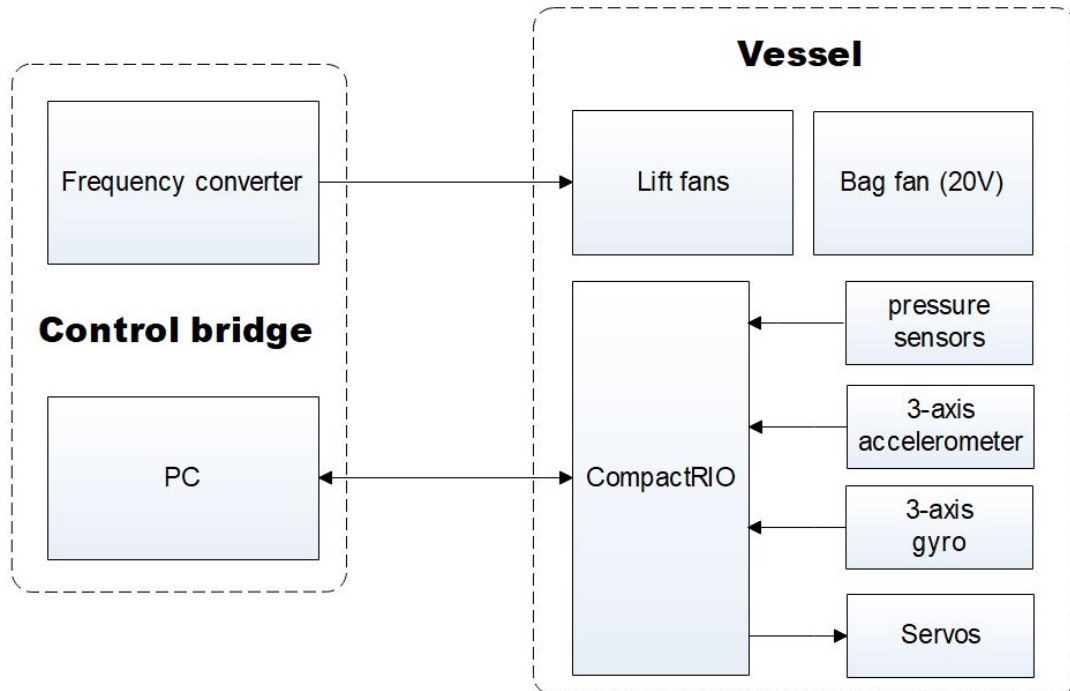 Vessel
Frequency converter
Lift fans
Bag fan (20V)
Control bridge
pressure
sensors
PC
CompactRIO
3-axis
accelerometer
3-axis
gyro
Servos